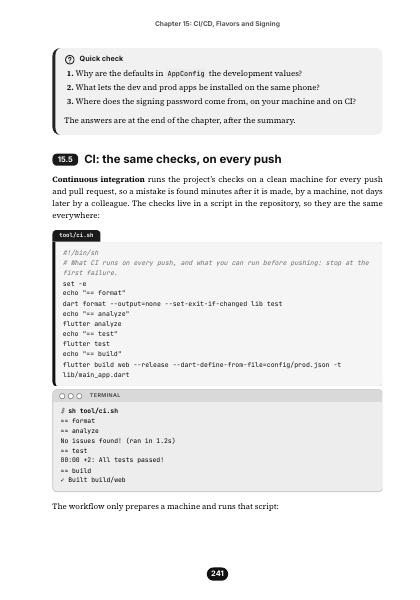 Chapter 15: CI/CD, Flavors and Signing
Quick check
1. Why are the defaults in AppConfig the development values?
2. What lets the dev and prod apps be installed on the same phone?
3. Where does the signing password come from, on your machine and on CI?
The answers are at the end of the chapter, after the summary.
15.5 CI: the same checks, on every push
Continuous integration runs the project's checks on a clean machine for every push
and pull request, so a mistake is found minutes after it is made, by a machine, not days
later by a colleague. The checks live in a script in the repository, so they are the same
everywhere:
tool/ci.sh
#!/bin/sh
# What CI runs on every push, and what you can run before pushing: stop at the
first failure.
set -e
echo "== format"
dart format --output=none --set-exit-if-changed lib test
echo "== analyze"
flutter analyze
echo "== test"
flutter test
echo "== build"
flutter build web --release --dart-define-from-file=config/prod.json -t
lib/main_app.dart
TERMINAL
$ sh tool/ci.sh
== format
== analyze
No issues found! (ran in 1.2s)
== test
00:00 +2: All tests passed!
== build
✓ Built build/web
The workflow only prepares a machine and runs that script:
241